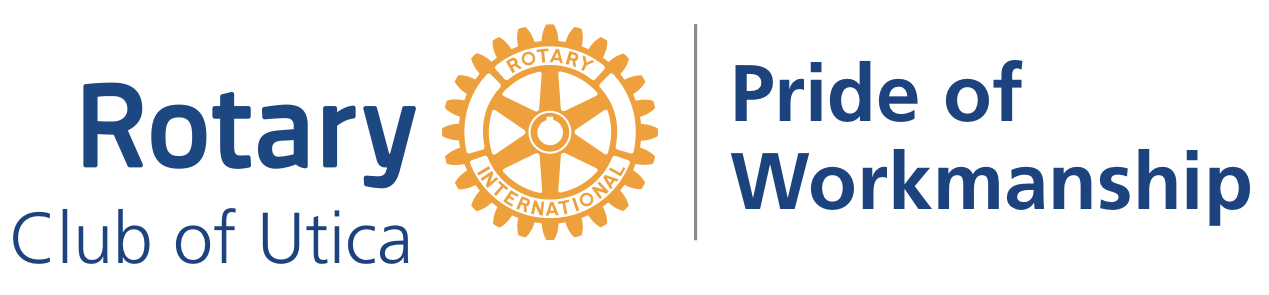 Rotary
Club of Utica
ROTARY
INTERNATIONAL
Pride of
Workmanship